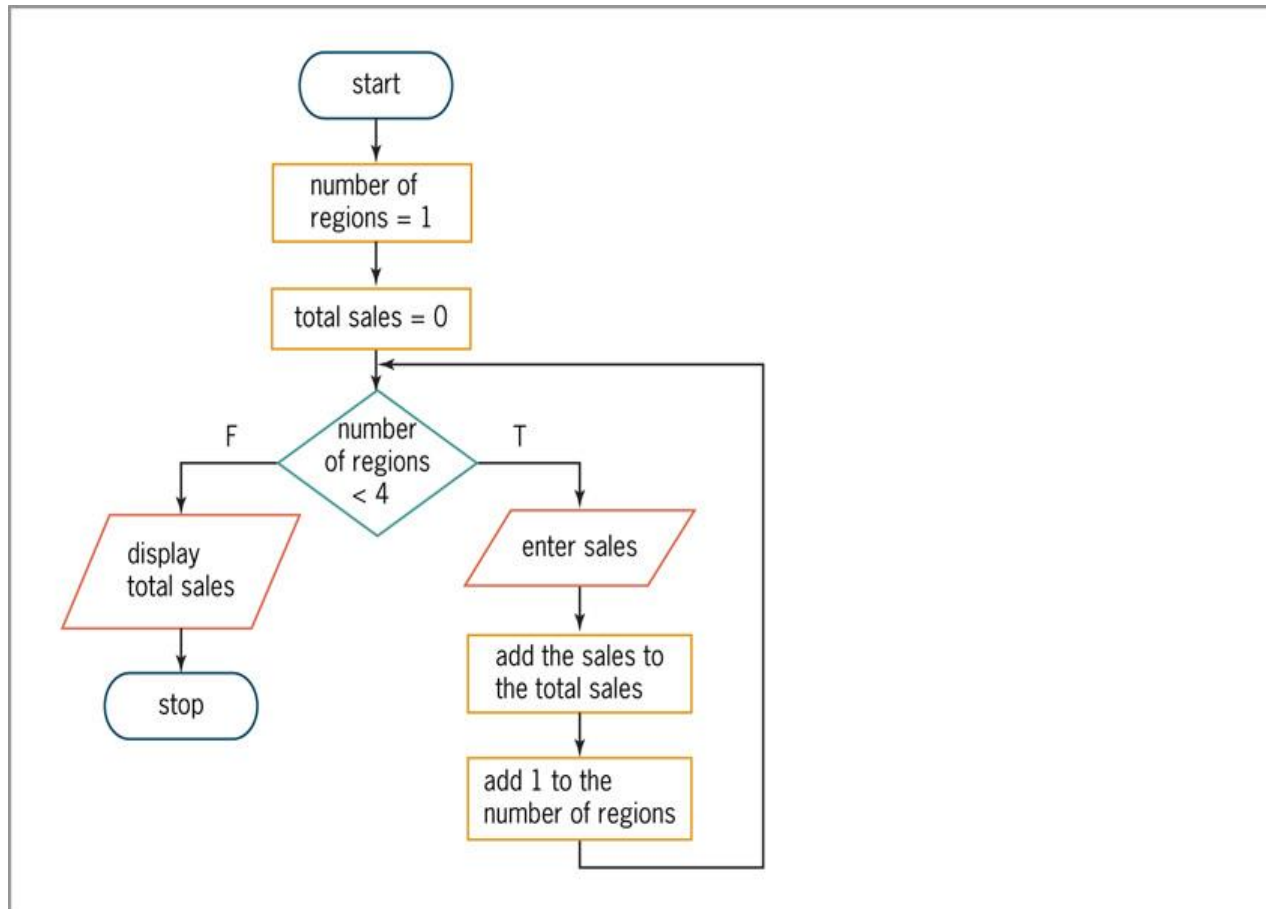 start
number of
regions = 1
total sales = 0
number
of regions
< 4
F
T
display
total sales
stop
enter sales
add the sales to
the total sales
add 1 to the
number of regions